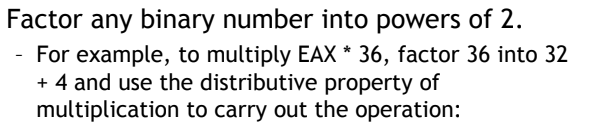 Factor any binary number into powers of 2.
– For example, to multiply EAX * 36, factor 36 into 32
+ 4 and use the distributive property of
multiplication to carry out the operation: